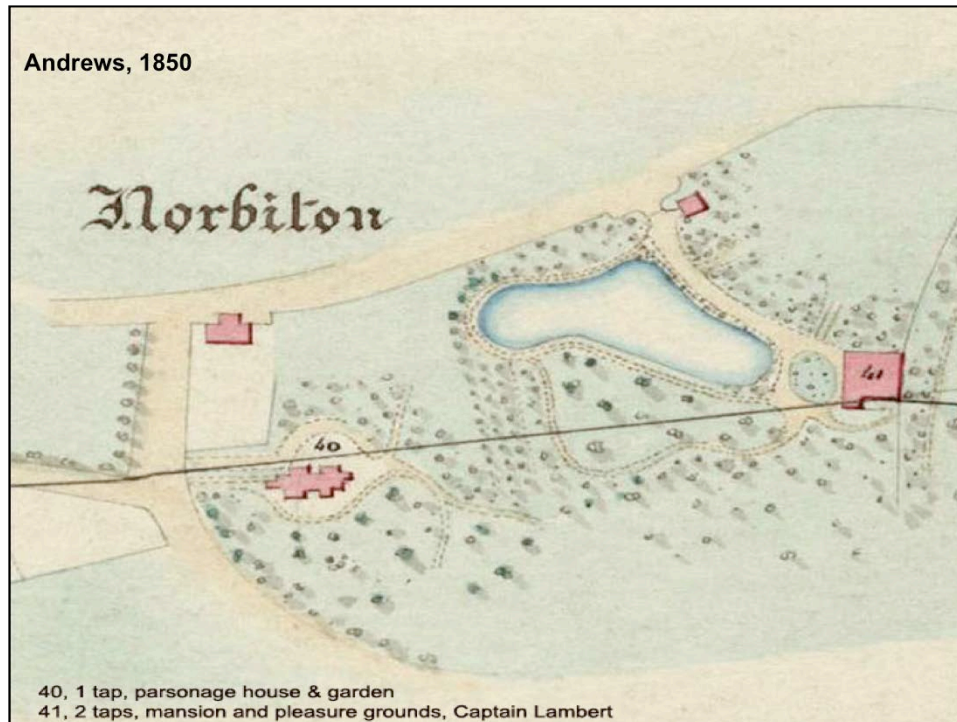 Andrews, 1850
Norbiton
40
41
40, 1 tap, parsonage house & garden
41, 2 taps, mansion and pleasure grounds, Captain Lambert